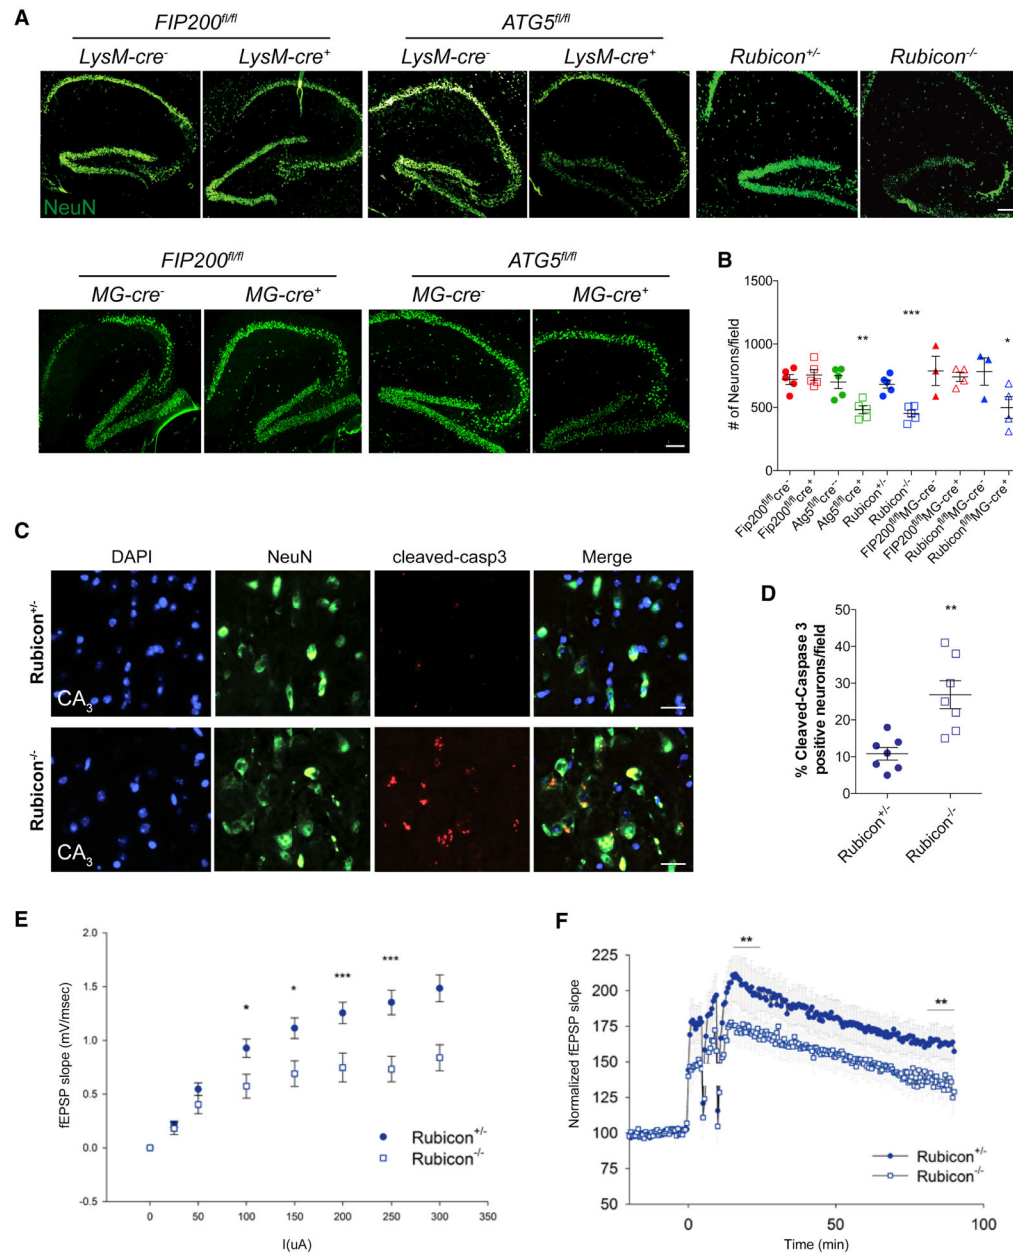 A
FIP200fl/fl
ATG5fl/fl
LysM-cre-
LysM-cre+
LysM-cre-
LysM-cre+
Rubicon+/-
Rubicon-/-
NeuN
FIP200fl/fl
ATG5fl/fl
MG-cre-
MG-cre+
MG-cre-
MG-cre+
B
# of Neurons/field
1500
1000
500
0
**
***
*
Fip200fl/flcre-
Fip200fl/flcre+
Atg5fl/flcre-
Atg5fl/flcre+
Rubicon+/-
Rubicon-/-
FIP200fl/flMG-cre-
FIP200fl/flMG-cre+
Rubiconfl/flMG-cre-
Rubiconfl/flMG-cre+
C
DAPI
NeuN
cleaved-casp3
Merge
Rubicon+/-
CA3
Rubicon-/-
CA3
D
% Cleaved-Caspase 3
positive neurons/field
50
40
30
20
10
0
**
Rubicon+/-
Rubicon-/-
E
fEPSP slope (mV/msec)
2.0
1.5
1.0
0.5
0.0
-0.5
*
*
***
***
Rubicon+/-
Rubicon-/-
0 50 100 150 200 250 300 350
I(uA)
F
Normalized fEPSP slope
225
200
175
150
125
100
75
50
**
**
Rubicon+/-
Rubicon-/-
0 50 100
Time (min)